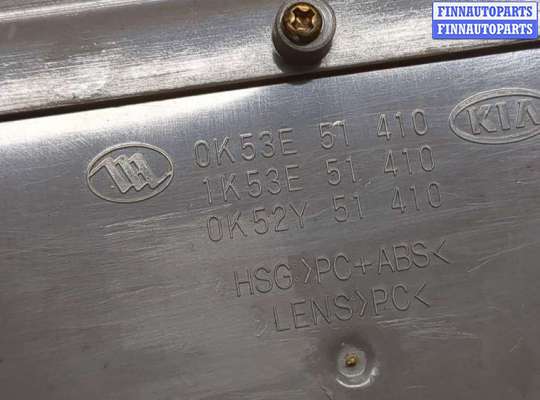 FINNAUTOPARTS
FINNAUTOPARTS
0K53E 51 410
KIA
1K53E 51 410
0K52Y 51 410
HSG >PC+ABS<
>LENS>PC<